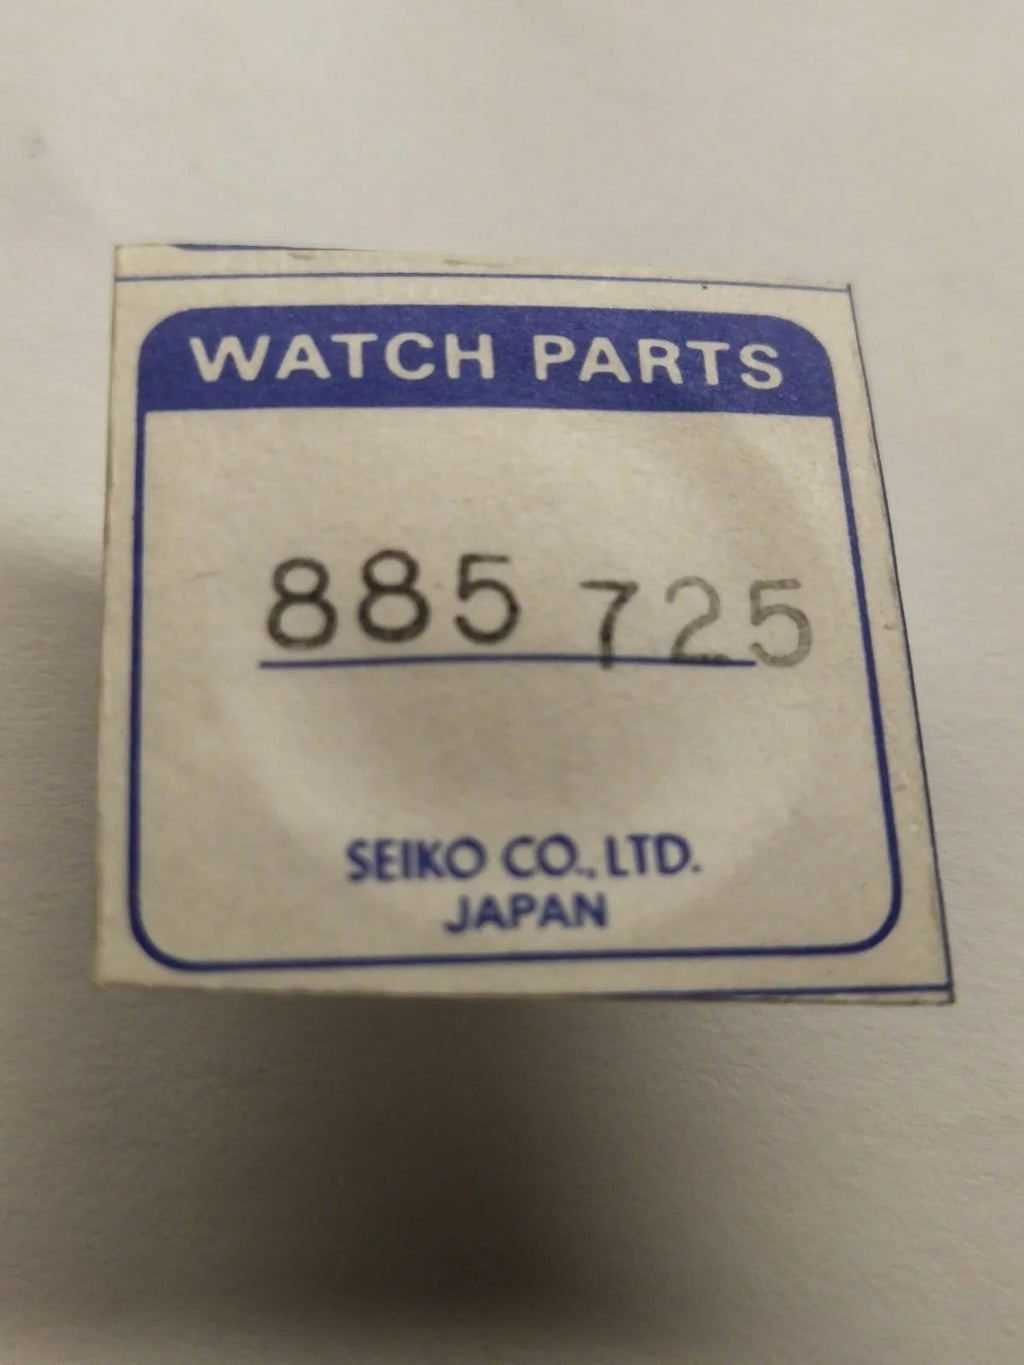 WATCH PARTS
885 725
SEIKO CO., LTD.
JAPAN